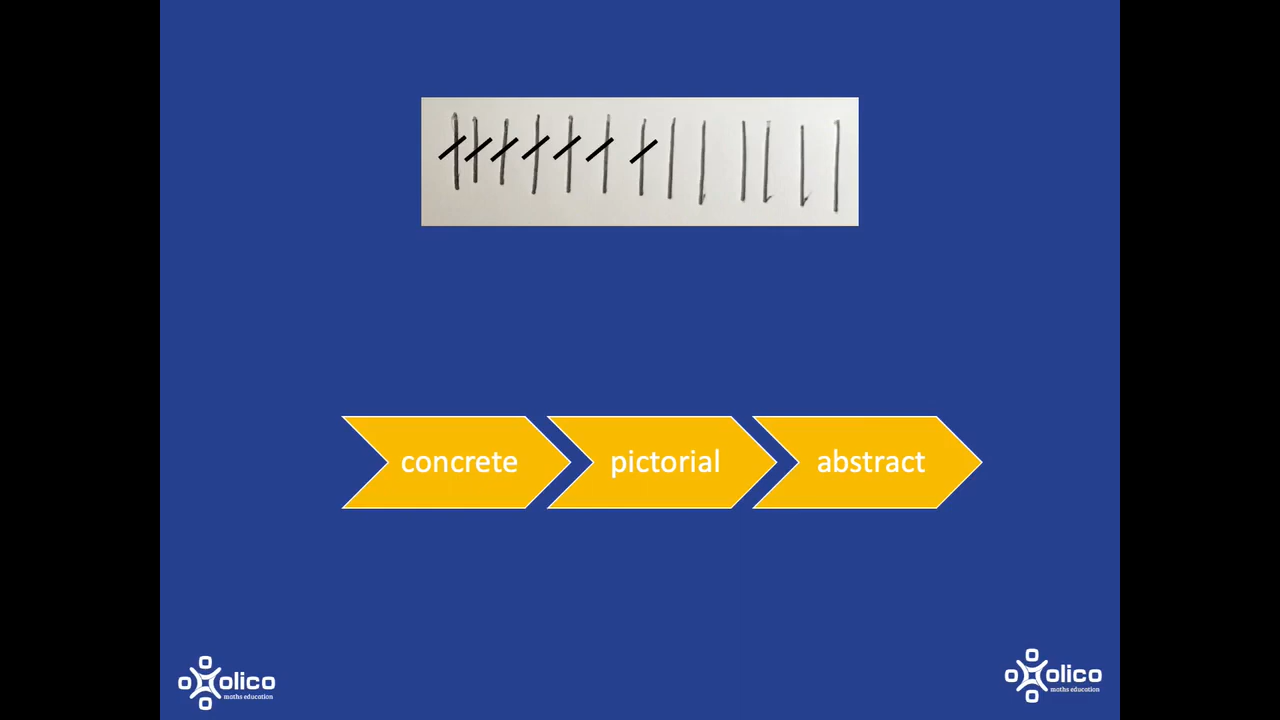 concrete
pictorial
abstract
olico
maths education
olico
maths education